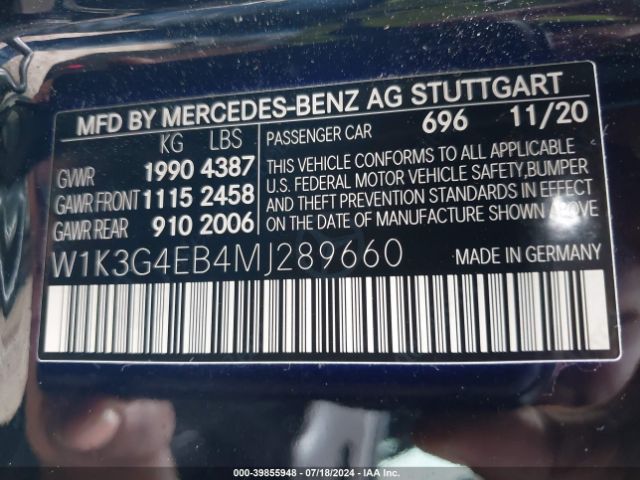 MFD BY MERCEDES-BENZ AG STUTTGART
KG LBS
GVWR 1990 4387
GAWR FRONT 1115 2458
GAWR REAR 910 2006
PASSENGER CAR 696 11/20
THIS VEHICLE CONFORMS TO ALL APPLICABLE
U.S. FEDERAL MOTOR VEHICLE SAFETY,BUMPER
AND THEFT PREVENTION STANDARDS IN EFFECT
ON THE DATE OF MANUFACTURE SHOWN ABOVE.
W1K3G4EB4MJ289660 MADE IN GERMANY
©-39855948 - 07/18/2024 - IAA Inc.